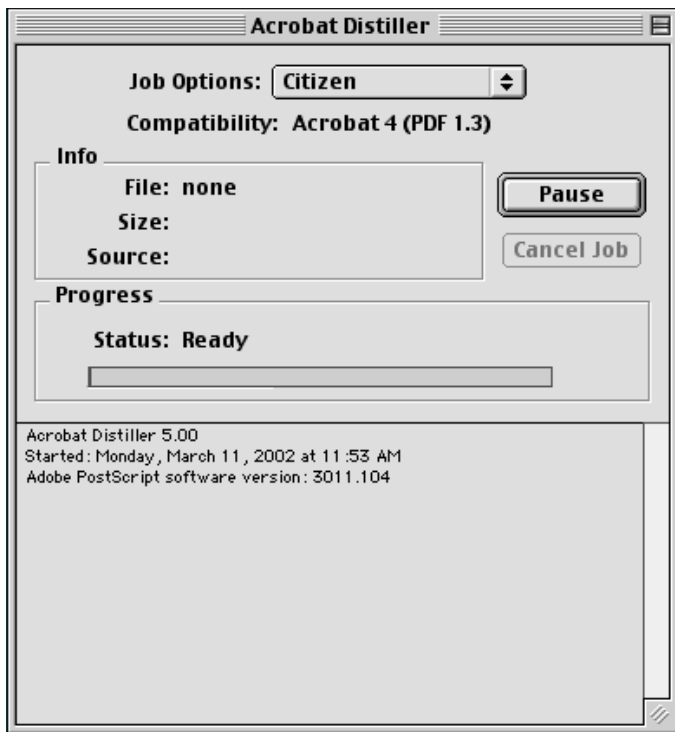 Acrobat Distiller
Job Options: Citizen
Compatibility: Acrobat 4 (PDF 1.3)
Info
File: none
Size:
Source:
Pause
Cancel Job
Progress
Status: Ready
Acrobat Distiller 5.00
Started: Monday, March 11, 2002 at 11:53 AM
Adobe PostScript software version: 3011.104